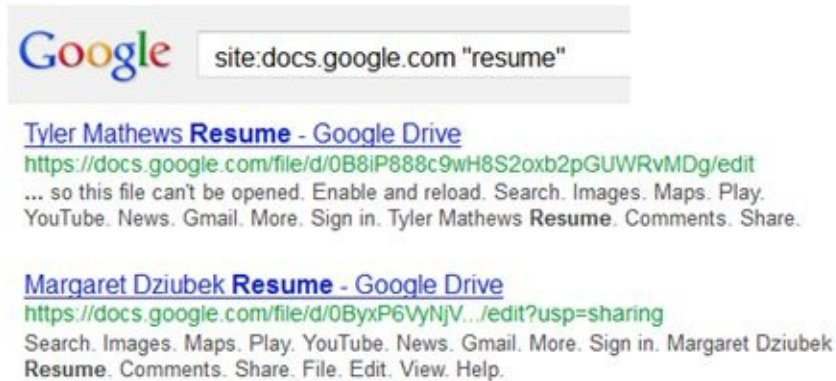 Google site:docs.google.com "resume"
Tyler Mathews Resume - Google Drive
https://docs.google.com/file/d/0B8iP888c9wH8S2oxb2pGUWRvMDg/edit
... so this file can't be opened. Enable and reload. Search. Images. Maps. Play.
YouTube. News. Gmail. More. Sign in. Tyler Mathews Resume. Comments. Share.
Margaret Dziubek Resume - Google Drive
https://docs.google.com/file/d/0ByxP6VyNjV.../edit?usp=sharing
Search. Images. Maps. Play. YouTube. News. Gmail. More. Sign in. Margaret Dziubek
Resume. Comments. Share. File. Edit. View. Help.